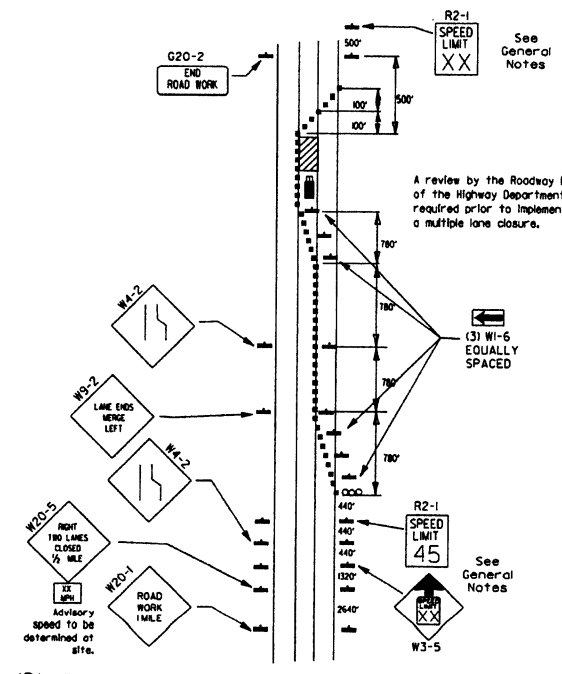 R2-1
SPEED
LIMIT
XX
See
General
Notes
G20-2
END
ROAD WORK
500'
500'
100'
100'
A review by the Roadway
of the Highway Department
required prior to implemen
a multiple lane closure.
780'
780'
780'
780'
(3) W1-6
EQUALLY
SPACED
W4-2
W9-2
LANE ENDS
MERGE
LEFT
W4-2
W20-5
RIGHT
TWO LANES
CLOSED
½ MILE
XX
MPH
Advisory
speed to be
determined at
site.
W20-1
ROAD
WORK
1 MILE
440'
440'
440'
1320'
2640'
R2-1
SPEED
LIMIT
45
See
General
Notes
SPEED
LIMIT
XX
W3-5